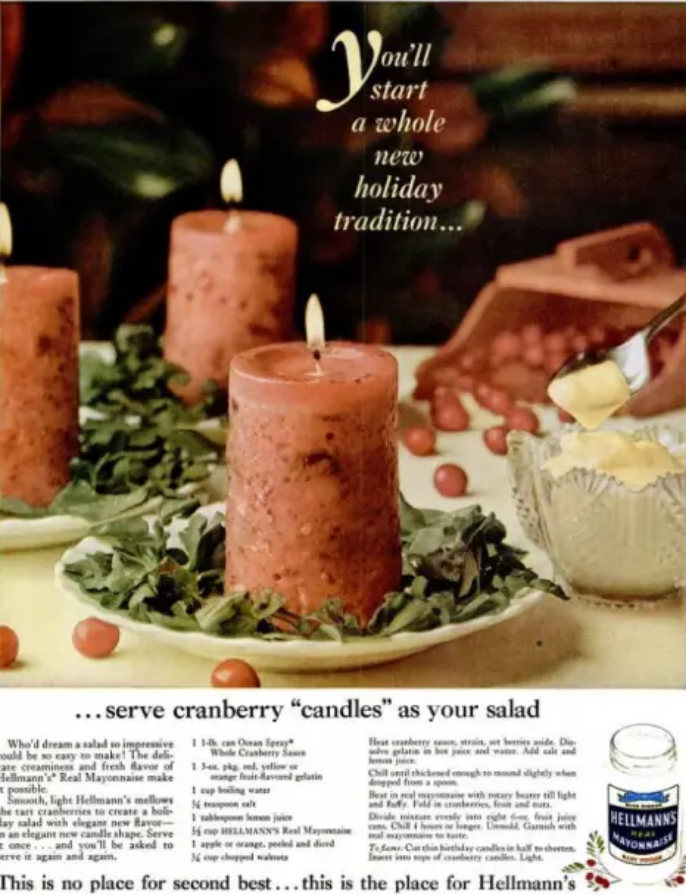 You'll
start
a whole
new
holiday
tradition...
...serve cranberry "candles" as your salad
Who'd dream a salad so impressive
could be so easy to make! The deli-
cate creaminess and fresh flavor of
Hellmann's® Real Mayonnaise make
it possible.
Smooth, light Hellmann's mellows
the tart cranberries to create a holi-
day salad with elegant new flavor—
in an elegant new candle shape. Serve
it once...and you'll be asked to
serve it again and again.
1 1-lb. can Ocean Spray®
Whole Cranberry Sauce
1 3-oz. pkg. red, yellow or
orange fruit-flavored gelatin
1 cup boiling water
¼ teaspoon salt
1 tablespoon lemon juice
½ cup HELLMANN'S Real Mayonnaise
1 apple or orange, peeled and diced
¼ cup chopped walnuts
Heat cranberry sauce, strain, set berries aside. Dis-
solve gelatin in hot juice and water. Add salt and
lemon juice.
Chill until thickened enough to mound slightly when
dropped from a spoon.
Beat in real mayonnaise with rotary beater till light
and fluffy. Fold in cranberries, fruit and nuts.
Divide mixture evenly into eight 6-oz. fruit juice
cans. Chill 4 hours or longer. Unmold. Garnish with
real mayonnaise to taste.
To flame: Cut thin birthday candles in half to shorten.
Insert into tops of cranberry candles. Light.
HELLMANN'S
REAL
MAYONNAISE
BEST FOODS
This is no place for second best...this is the place for Hellmann's